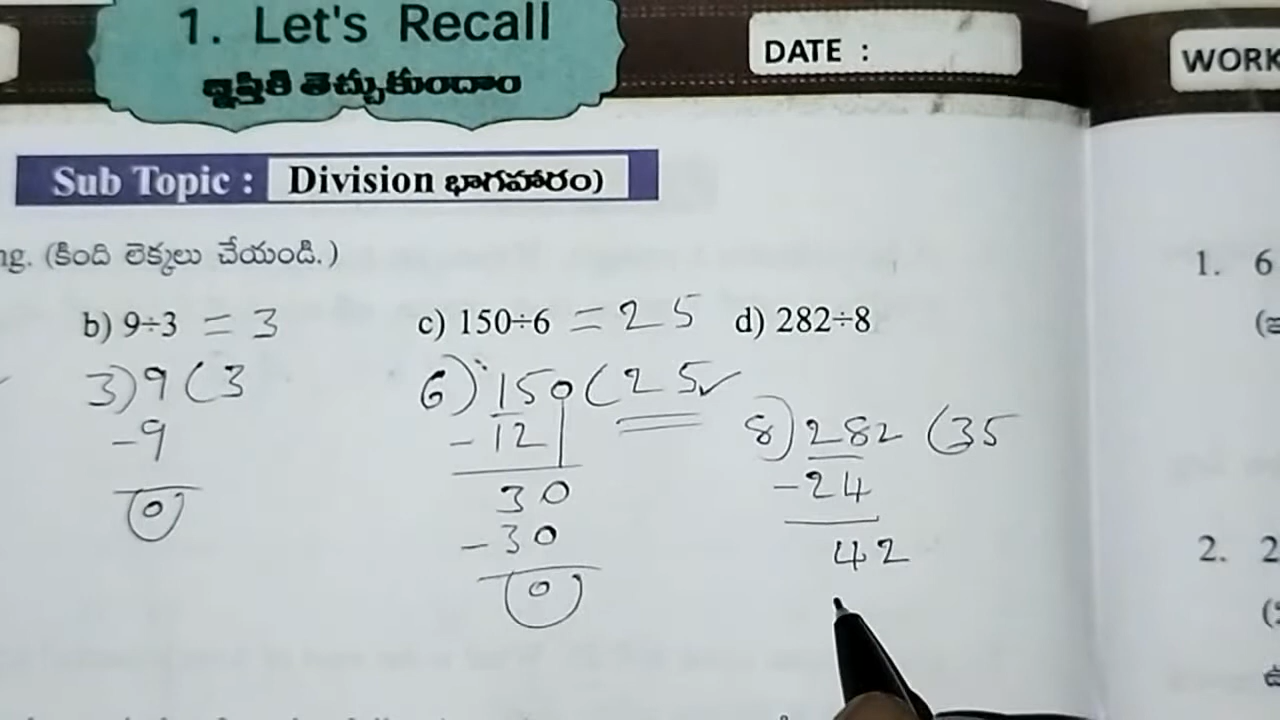 1. Let's Recall
DATE :
WORK
జ్ఞప్తికి తెచ్చుకుందాం
Sub Topic : Division భాగహారం)
ng. (కింది లెక్కలు చేయండి.)
b) 9÷3 = 3
3)9(3
-9
0
c) 150÷6 = 25
6)150(25✓
-12
30
-30
0
d) 282÷8
8)282(35
-24
42
1. 6
2. 2